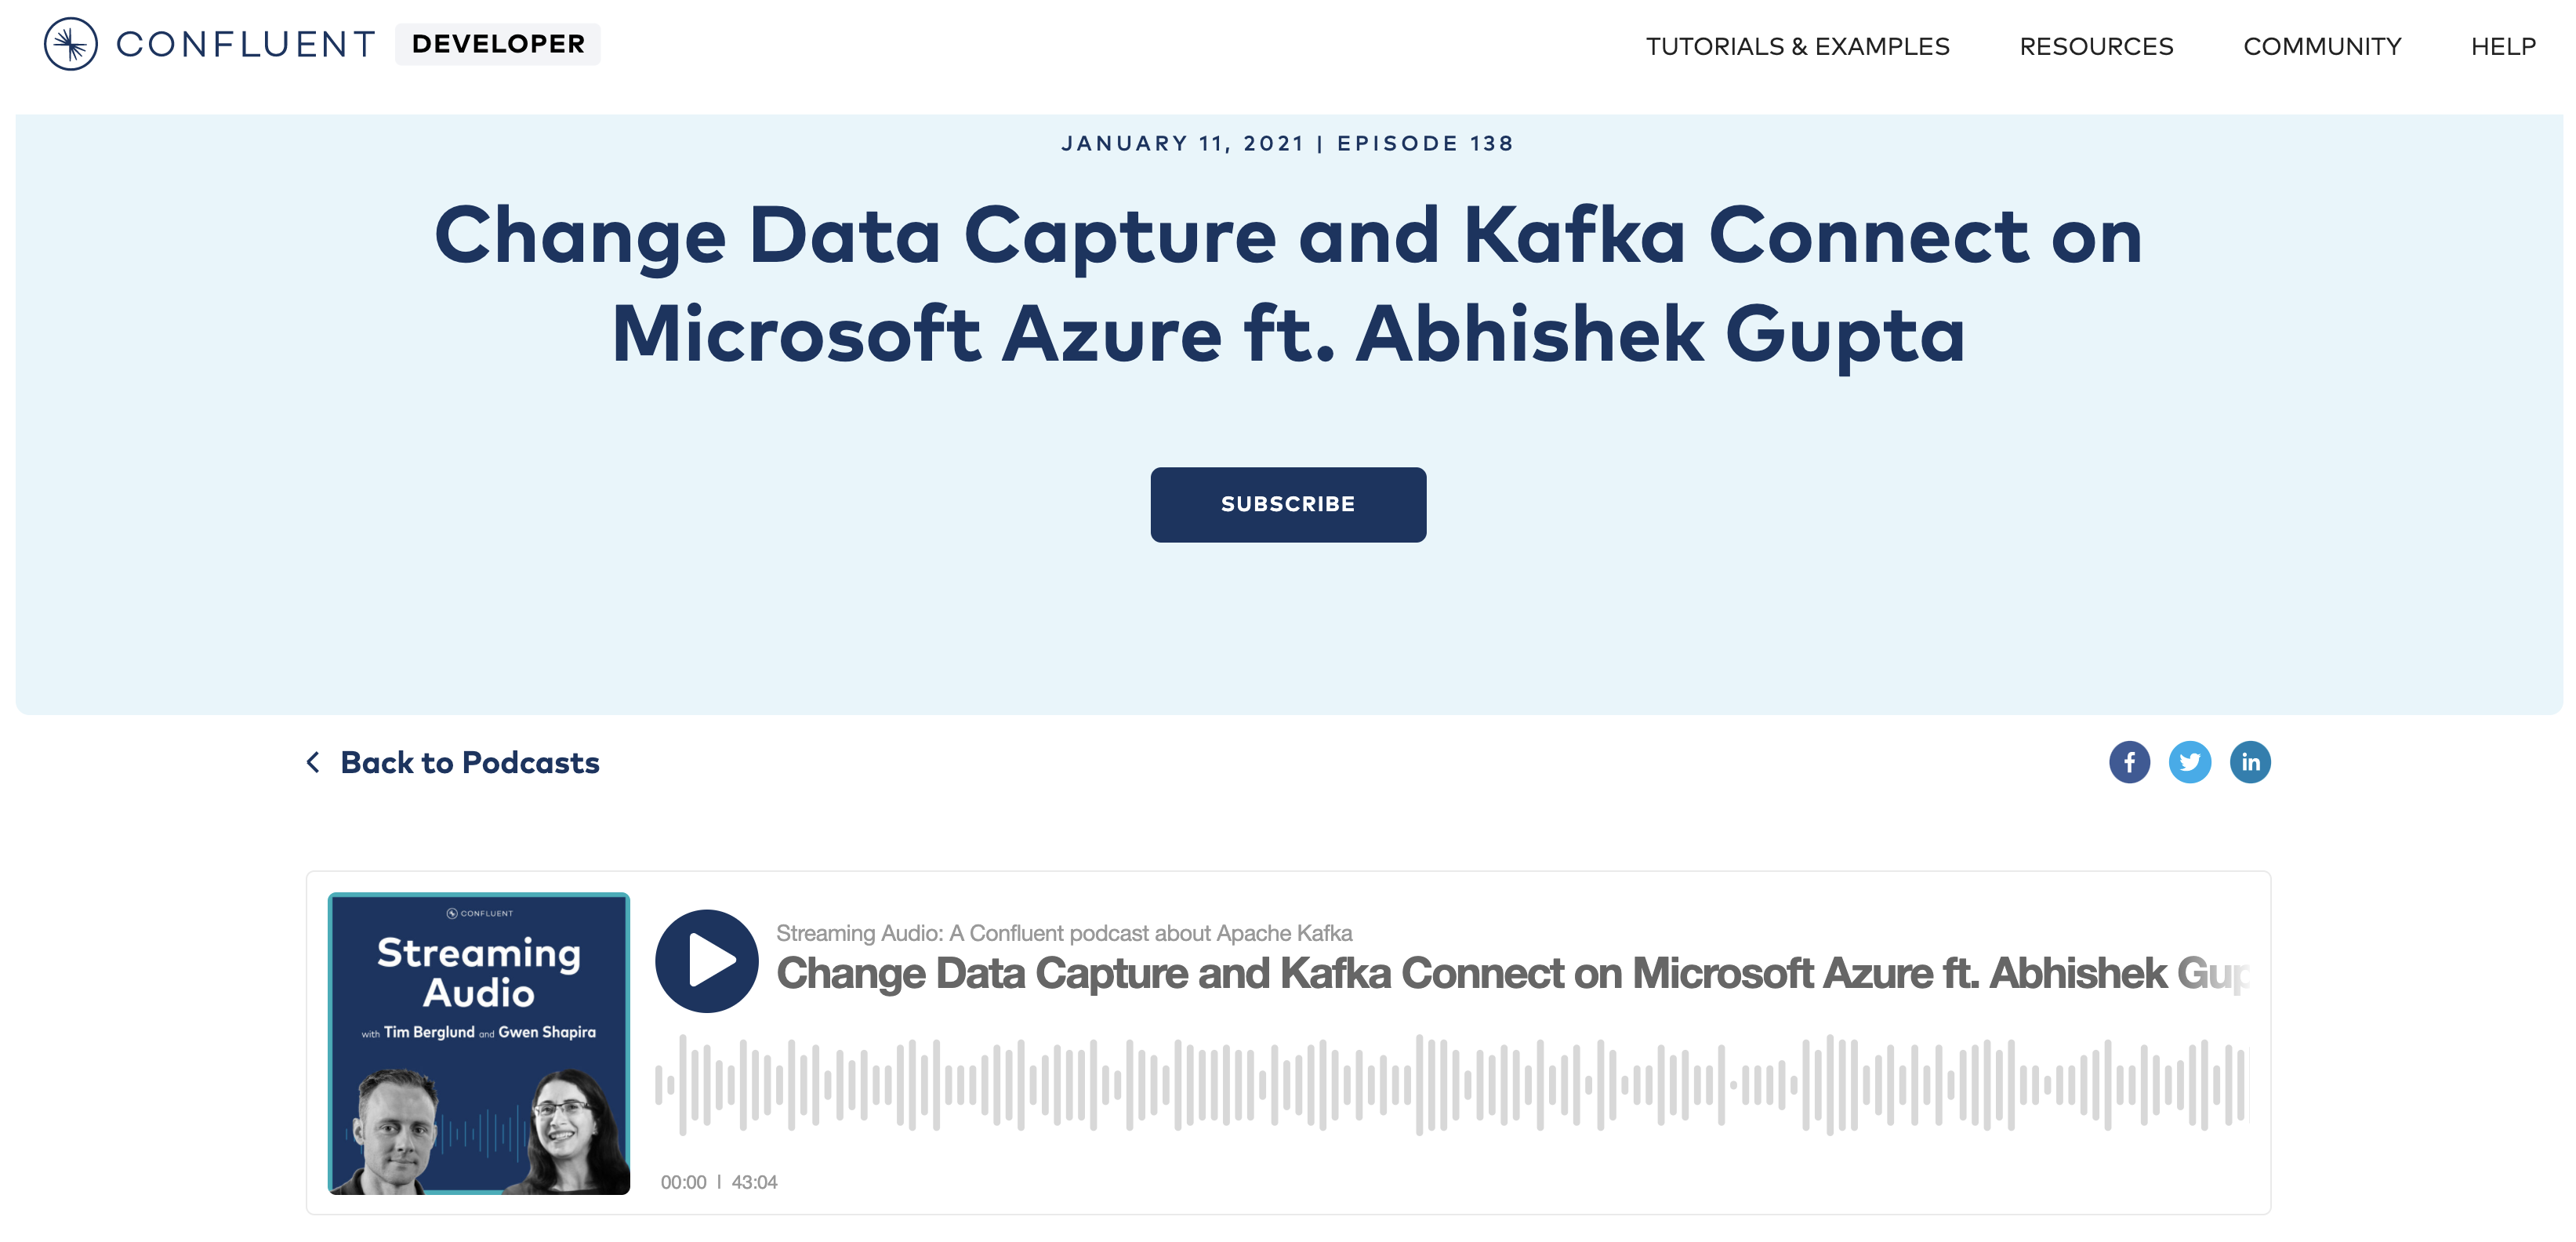 CONFLUENT DEVELOPER
TUTORIALS & EXAMPLES RESOURCES COMMUNITY HELP
JANUARY 11, 2021 | EPISODE 138
Change Data Capture and Kafka Connect on
Microsoft Azure ft. Abhishek Gupta
SUBSCRIBE
Back to Podcasts
CONFLUENT
Streaming
Audio
with Tim Berglund and Gwen Shapira
Streaming Audio: A Confluent podcast about Apache Kafka
Change Data Capture and Kafka Connect on Microsoft Azure ft. Abhishek Gup
00:00 | 43:04